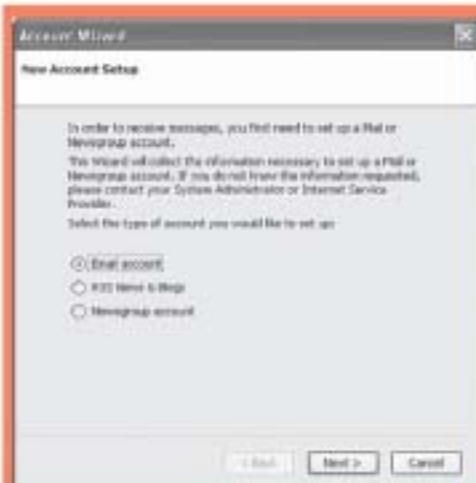 Account Wizard
New Account Setup
In order to receive messages, you first need to set up a Mail or
Newsgroup account.
This Wizard will collect the information necessary to set up a Mail or
Newsgroup account. If you do not know the information requested,
please contact your System Administrator or Internet Service
Provider.
Select the type of account you would like to set up:
Email account
RSS News & Blogs
Newsgroup account
< Back
Next >
Cancel